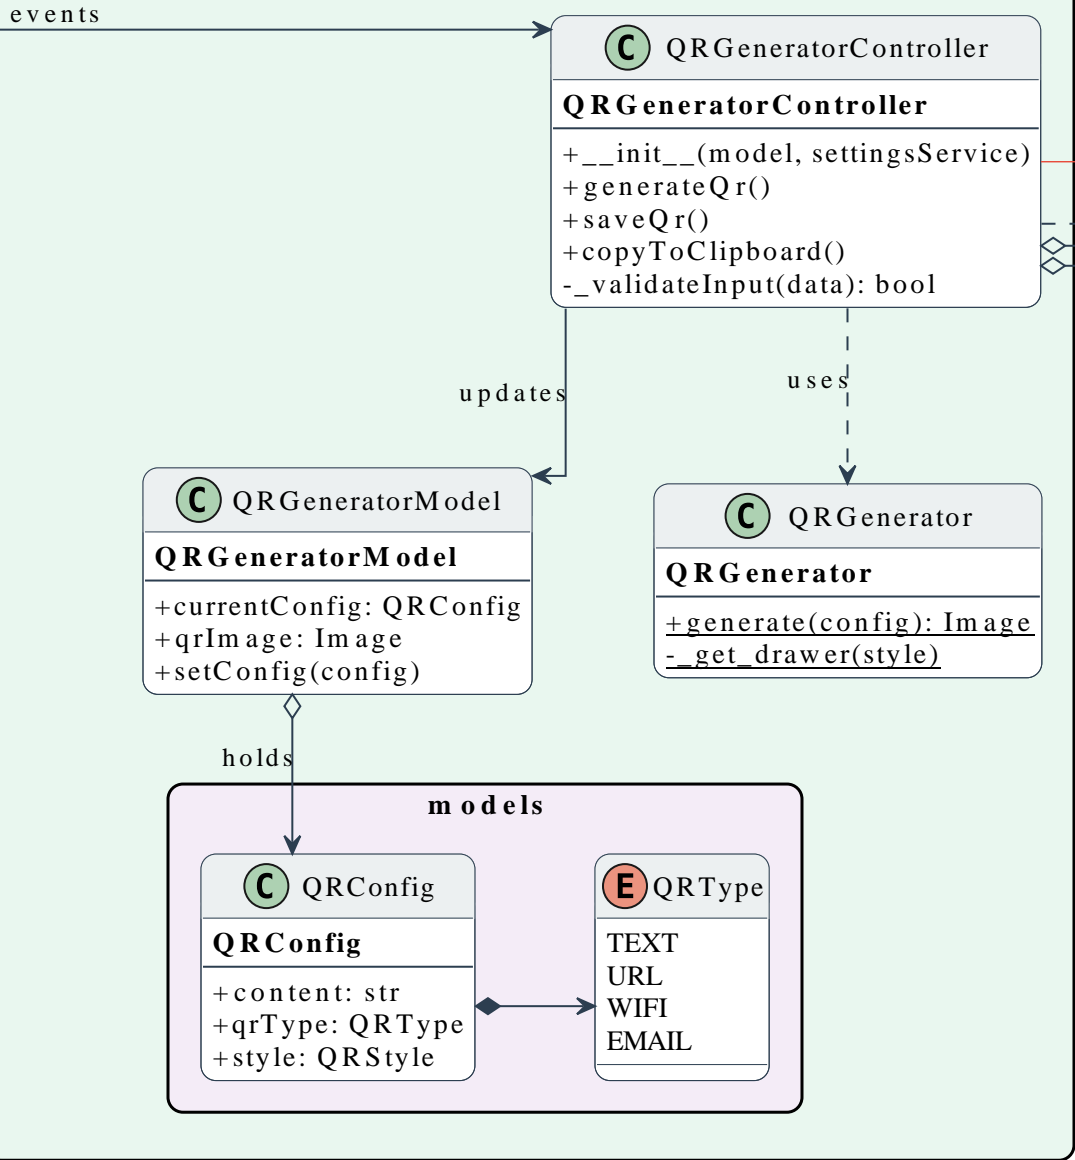 events
C QRGeneratorController
QRGeneratorController
+__init__(model, settingsService)
+generateQr()
+saveQr()
+copyToClipboard()
-_validateInput(data): bool
updates
uses
C QRGeneratorModel
QRGeneratorModel
+currentConfig: QRConfig
+qrImage: Image
+setConfig(config)
C QRGenerator
QRGenerator
+generate(config): Image
-_get_drawer(style)
holds
models
C QRConfig
QRConfig
+content: str
+qrType: QRType
+style: QRStyle
E QRType
TEXT
URL
WIFI
EMAIL